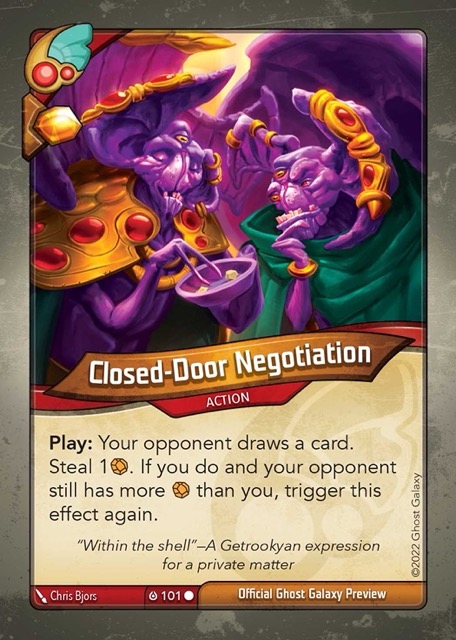 Closed-Door Negotiation
ACTION
Play: Your opponent draws a card.
Steal 1. If you do and your opponent
still has more than you, trigger this
effect again.
“Within the shell”–A Getrookyan expression
for a private matter
©2022 Ghost Galaxy
Chris Bjors
101
Official Ghost Galaxy Preview